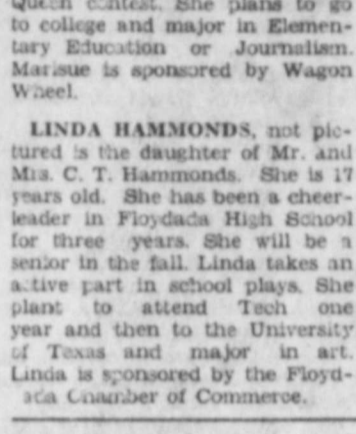 Queen contest. She plans to go
to college and major in Elemen-
tary Education or Journalism.
Marisue is sponsored by Wagon
Wheel.
LINDA HAMMONDS, not pic-
tured is the daughter of Mr. and
Mrs. C. T. Hammonds. She is 17
years old. She has been a cheer-
leader in Floydada High School
for three years. She will be a
senior in the fall. Linda takes an
active part in school plays. She
plant to attend Tech one
year and then to the University
of Texas and major in art.
Linda is sponsored by the Floyd-
ada Chamber of Commerce.